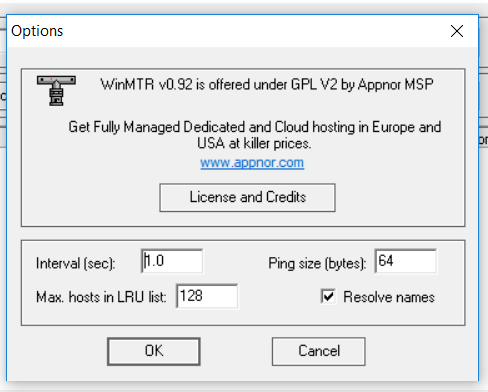 Options
WinMTR v0.92 is offered under GPL V2 by Appnor MSP
Get Fully Managed Dedicated and Cloud hosting in Europe and
USA at killer prices.
www.appnor.com
License and Credits
Interval (sec): 1.0
Ping size (bytes): 64
Max. hosts in LRU list: 128
Resolve names
OK
Cancel